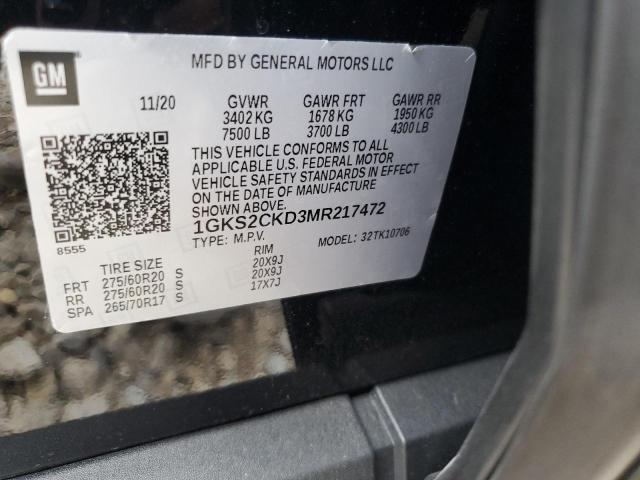 GM
MFD BY GENERAL MOTORS LLC
11/20 GVWR GAWR FRT GAWR RR
3402 KG 1678 KG 1950 KG
7500 LB 3700 LB 4300 LB
THIS VEHICLE CONFORMS TO ALL
APPLICABLE U.S. FEDERAL MOTOR
VEHICLE SAFETY STANDARDS IN EFFECT
ON THE DATE OF MANUFACTURE
SHOWN ABOVE.
1GKS2CKD3MR217472
8555
TYPE: M.P.V. MODEL: 32TK10706
TIRE SIZE RIM
FRT 275/60R20 S 20X9J
RR 275/60R20 S 20X9J
SPA 265/70R17 S 17X7J